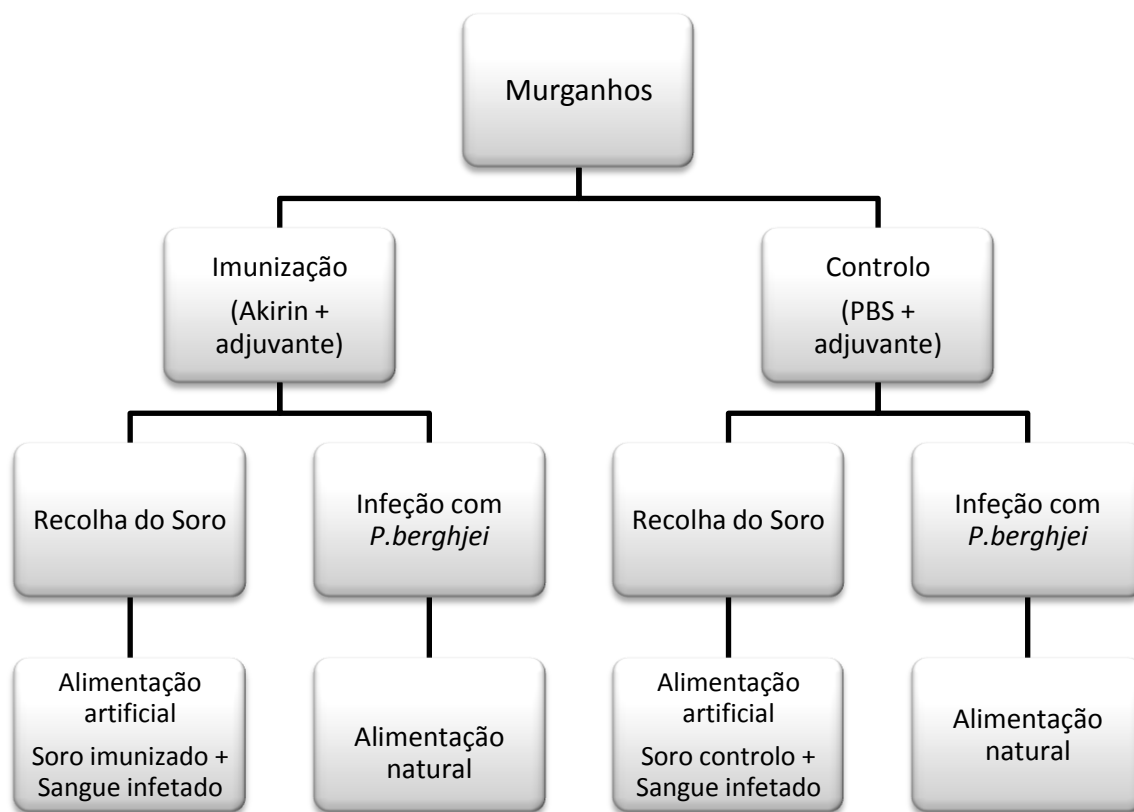 Murganhos
Imunização
(Akirin +
adjuvante)
Controlo
(PBS +
adjuvante)
Recolha do Soro
Infeção com
P.berghjei
Recolha do Soro
Infeção com
P.berghjei
Alimentação
artificial
Soro imunizado +
Sangue infetado
Alimentação
natural
Alimentação
artificial
Soro controlo +
Sangue infetado
Alimentação
natural